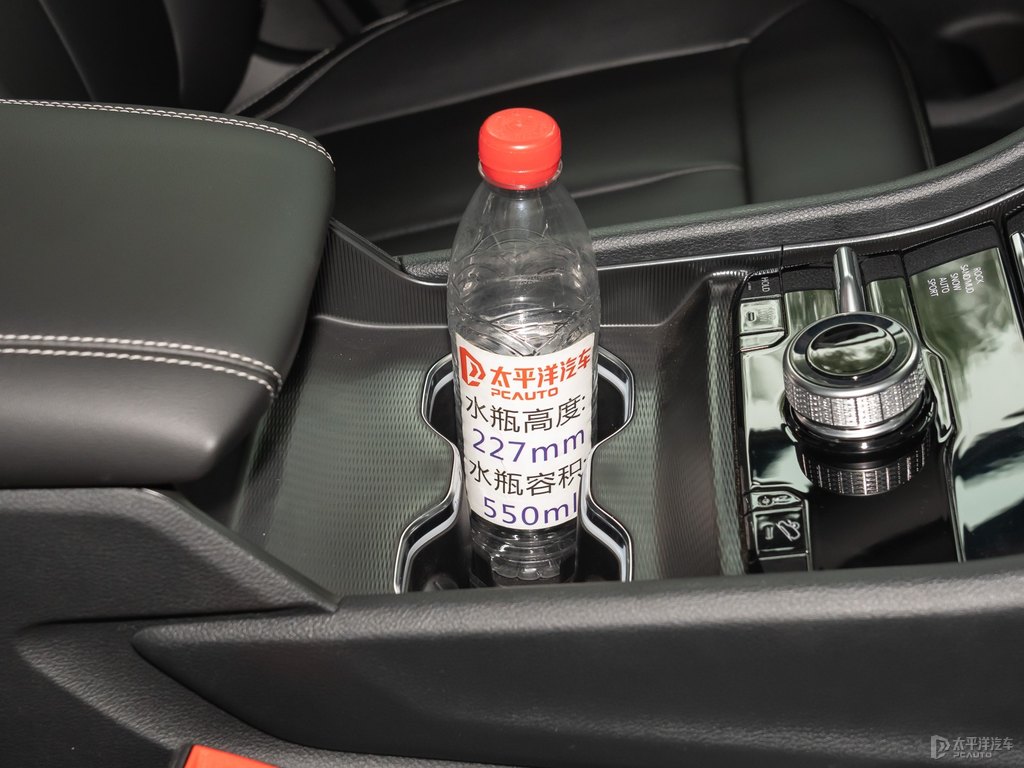 太平洋汽车
PCAUTO
水瓶高度:
227mm
水瓶容积:
550ml
HOLD
ROCK
SAND/MUD
SNOW
AUTO
SPORT
太平洋汽车
PCAUTO